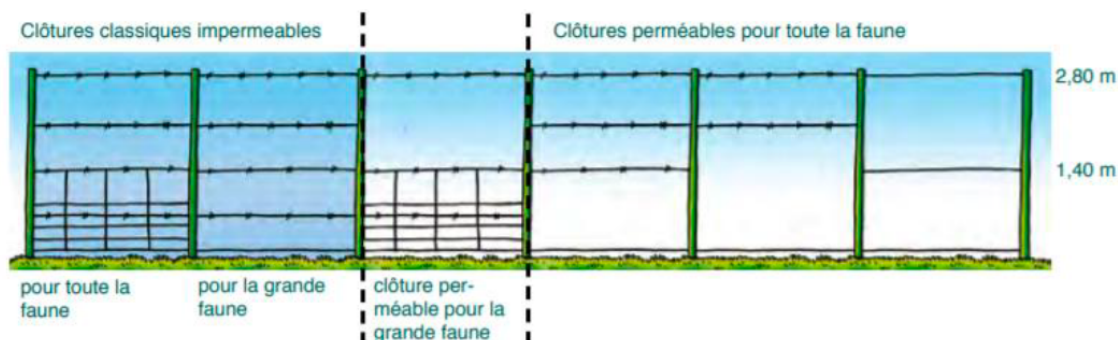 Clôtures classiques impermeables
Clôtures perméables pour toute la faune
2,80 m
1,40 m
pour toute la
faune
pour la grande
faune
clôture per-
méable pour la
grande faune